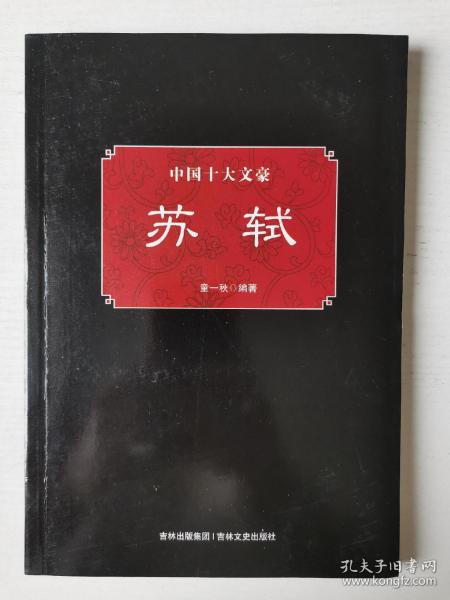 中国十大文豪
苏轼
童一秋◎编著
吉林出版集团|吉林文史出版社
孔夫子旧书网
www.kongfz.com